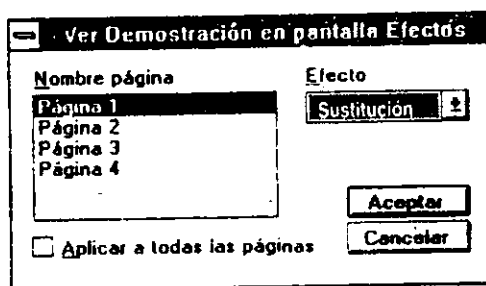 Ver Demostración en pantalla Efectos
Nombre página
Página 1
Página 2
Página 3
Página 4
Aplicar a todas las páginas
Efecto
Sustitución
Aceptar
Cancelar